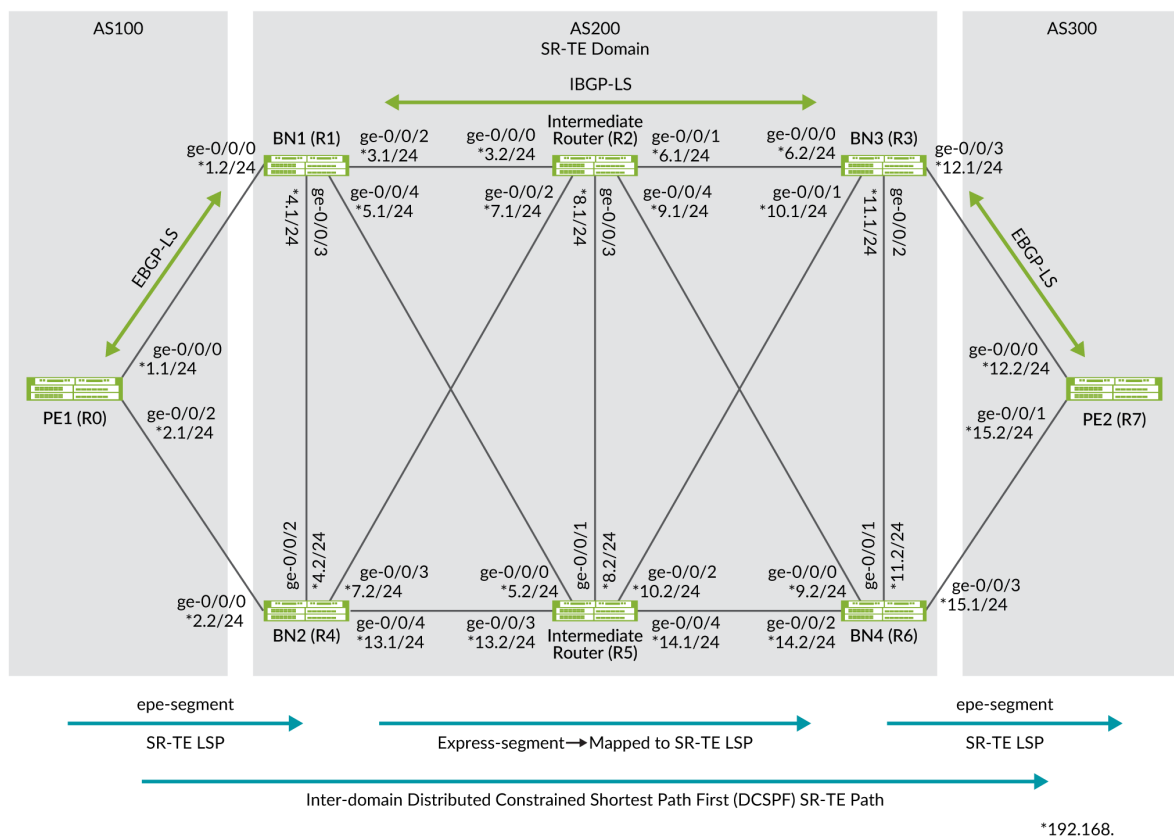 AS100
AS200
SR-TE Domain
AS300
IBGP-LS
BN1 (R1)
Intermediate
Router (R2)
BN3 (R3)
ge-0/0/0
*1.2/24
ge-0/0/2
*3.1/24
ge-0/0/0
*3.2/24
ge-0/0/1
*6.1/24
ge-0/0/0
*6.2/24
ge-0/0/3
*12.1/24
*4.1/24
ge-0/0/3
ge-0/0/4
*5.1/24
ge-0/0/2
*7.1/24
*8.1/24
ge-0/0/3
ge-0/0/4
*9.1/24
ge-0/0/1
*10.1/24
*11.1/24
ge-0/0/2
EBGP-LS
EBGP-LS
ge-0/0/0
*1.1/24
ge-0/0/0
*12.2/24
PE1 (R0)
ge-0/0/2
*2.1/24
ge-0/0/1
*15.2/24
PE2 (R7)
ge-0/0/2
*4.2/24
ge-0/0/3
*7.2/24
ge-0/0/0
*5.2/24
ge-0/0/1
*8.2/24
ge-0/0/2
*10.2/24
ge-0/0/0
*9.2/24
ge-0/0/1
*11.2/24
ge-0/0/3
*15.1/24
ge-0/0/0
*2.2/24
BN2 (R4)
ge-0/0/4
*13.1/24
ge-0/0/3
*13.2/24
Intermediate
Router (R5)
ge-0/0/4
*14.1/24
ge-0/0/2
*14.2/24
BN4 (R6)
epe-segment
SR-TE LSP
Express-segment→Mapped to SR-TE LSP
epe-segment
SR-TE LSP
Inter-domain Distributed Constrained Shortest Path First (DCSPF) SR-TE Path
*192.168.